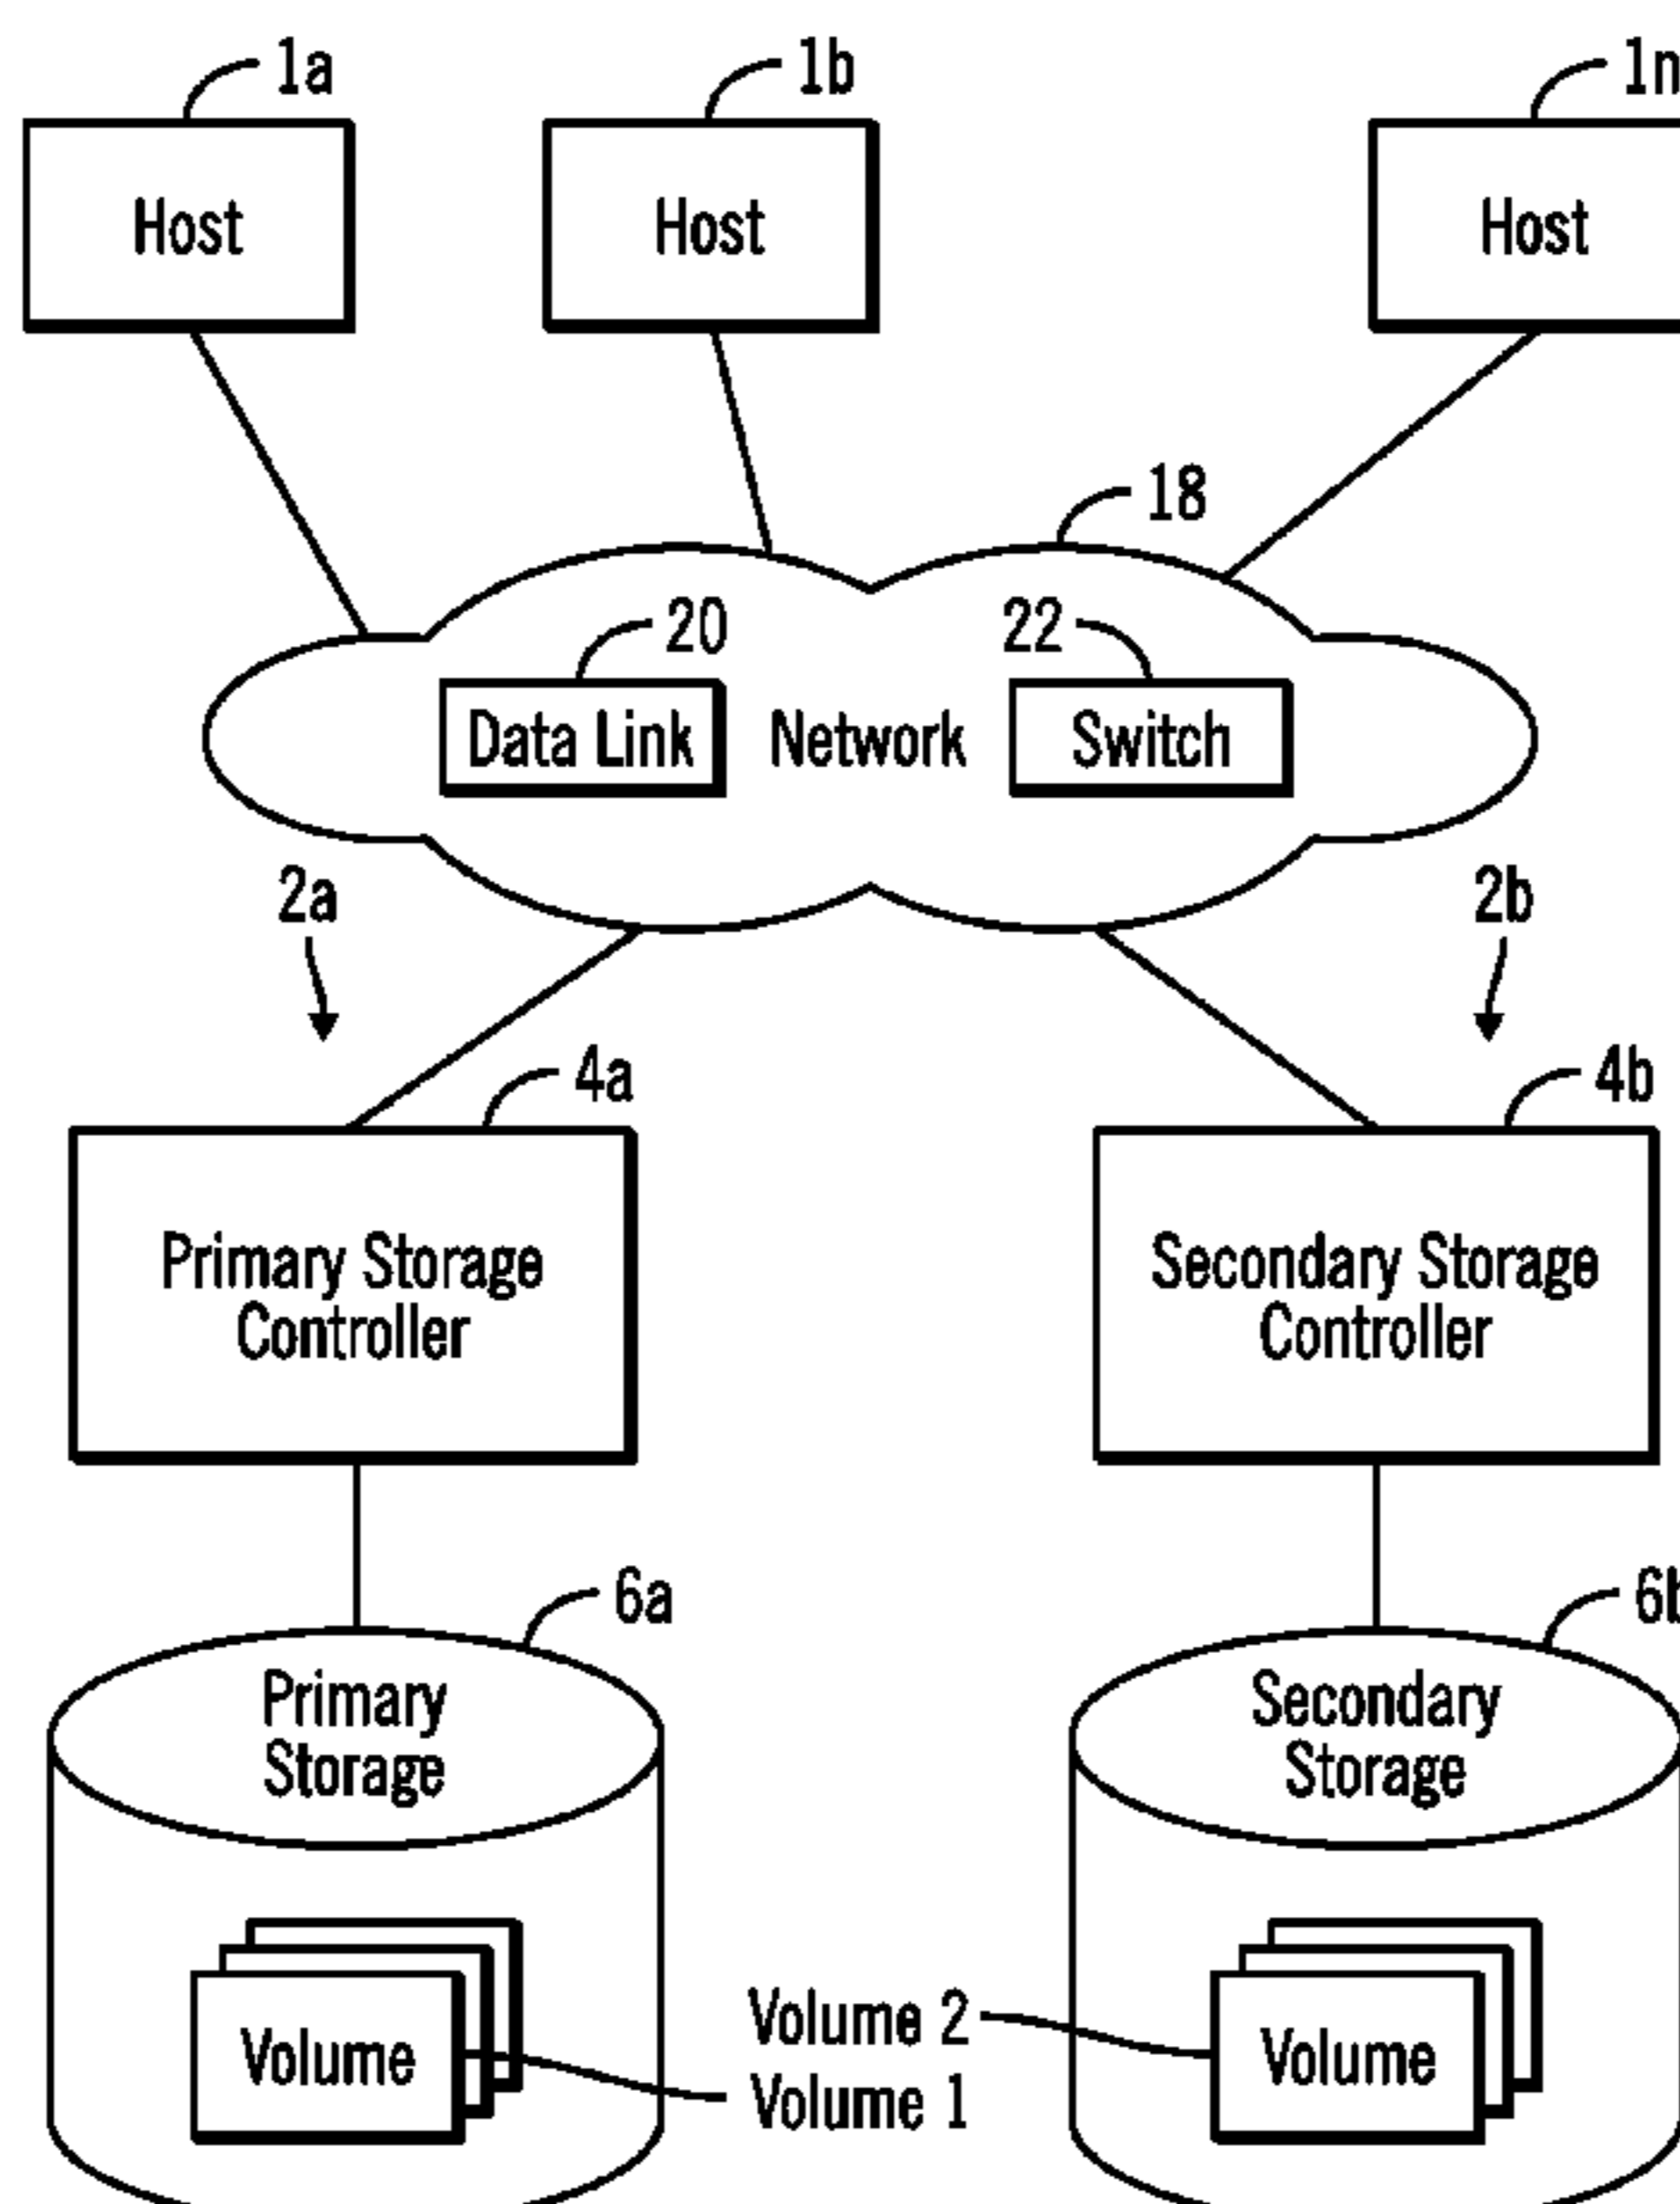 1a
1b
1n
Host
Host
Host
18
20
22
Data Link
Network
Switch
2a
2b
4a
4b
Primary Storage
Controller
Secondary Storage
Controller
6a
6b
Primary
Storage
Secondary
Storage
Volume
Volume 2
Volume 1
Volume